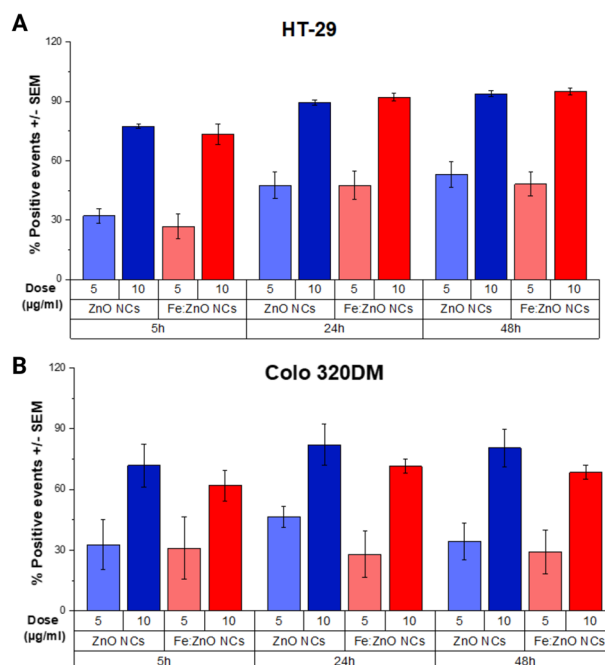 A
HT-29
% Positive events +/- SEM
120
90
60
30
0
Dose
(µg/ml)
5 10 5 10 5 10 5 10 5 10 5 10
ZnO NCs Fe:ZnO NCs ZnO NCs Fe:ZnO NCs ZnO NCs Fe:ZnO NCs
5h 24h 48h
B
Colo 320DM
% Positive events +/- SEM
120
90
60
30
0
Dose
(µg/ml)
5 10 5 10 5 10 5 10 5 10 5 10
ZnO NCs Fe:ZnO NCs ZnO NCs Fe:ZnO NCs ZnO NCs Fe:ZnO NCs
5h 24h 48h